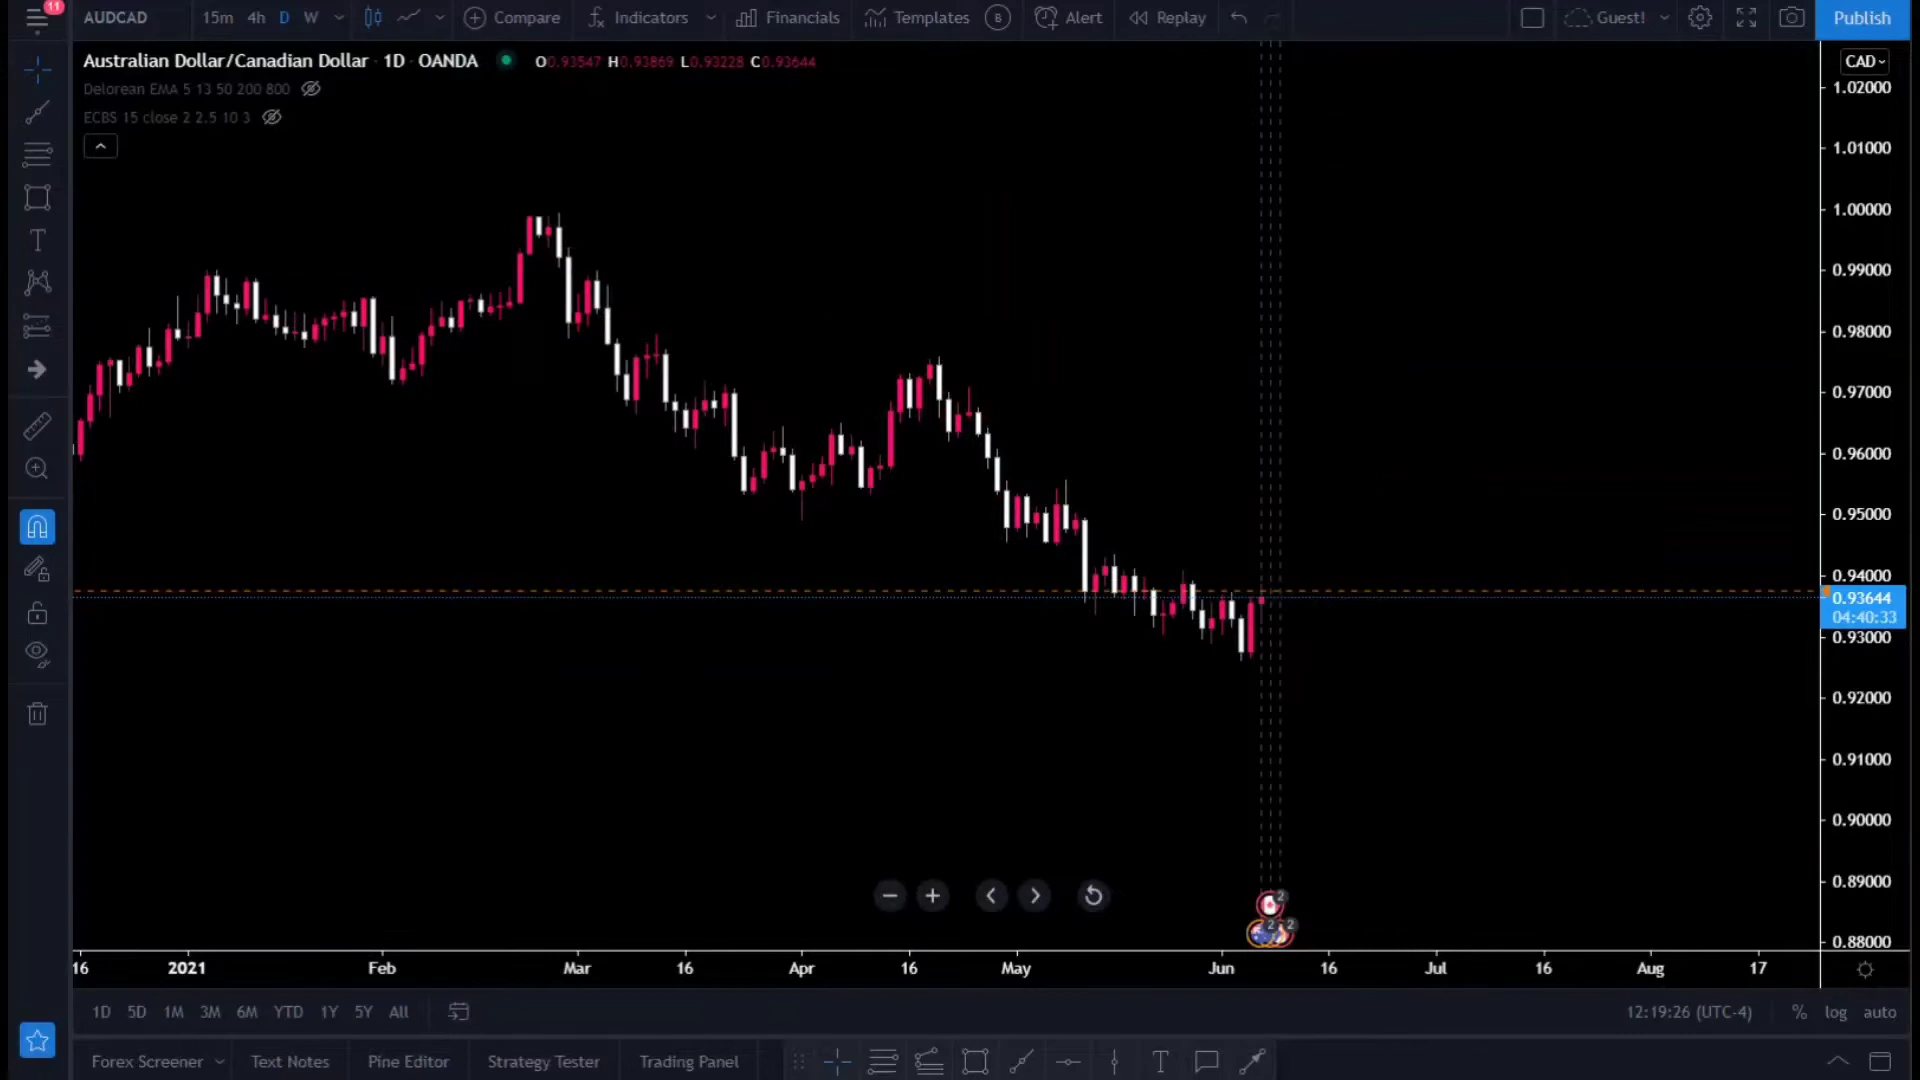 11
AUDCAD 15m 4h D W Compare Indicators Financials Templates B Alert Replay Guest! Publish
Australian Dollar/Canadian Dollar · 1D · OANDA O0.93547 H0.93869 L0.93228 C0.93644
Delorean EMA 5 13 50 200 800
ECBS 15 close 2 2.5 10 3
CAD
1.02000
1.01000
1.00000
0.99000
0.98000
0.97000
0.96000
0.95000
0.94000
0.93644
04:40:33
0.93000
0.92000
0.91000
0.90000
0.89000
0.88000
2
2 2
16 2021 Feb Mar 16 Apr 16 May Jun 16 Jul 16 Aug 17
1D 5D 1M 3M 6M YTD 1Y 5Y All 12:19:26 (UTC-4) % log auto
Forex Screener Text Notes Pine Editor Strategy Tester Trading Panel